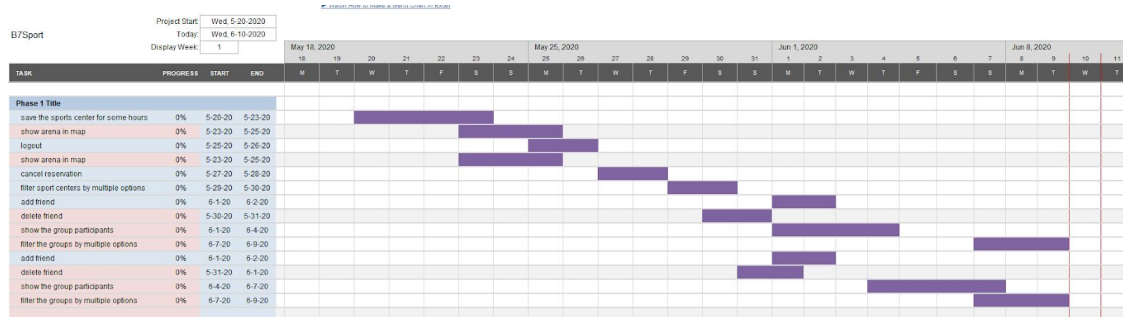 Watch How to Make a Gantt Chart in Excel
Project Start: Wed, 5-20-2020
B7Sport
Today: Wed, 6-10-2020
Display Week: 1
May 18, 2020 May 25, 2020 Jun 1, 2020 Jun 8, 2020
18 19 20 21 22 23 24 25 26 27 28 29 30 31 1 2 3 4 5 6 7 8 9 10 11
TASK PROGRESS START END M T W T F S S M T W T F S S M T W T F S S M T W T
Phase 1 Title
save the sports center for some hours 0% 5-20-20 5-23-20
show arena in map 0% 5-23-20 5-25-20
logout 0% 5-25-20 5-26-20
show arena in map 0% 5-23-20 5-25-20
cancel reservation 0% 5-27-20 5-28-20
filter sport centers by multiple options 0% 5-29-20 5-30-20
add friend 0% 6-1-20 6-2-20
delete friend 0% 5-30-20 5-31-20
show the group participants 0% 6-1-20 6-4-20
filter the groups by multiple options 0% 6-7-20 6-9-20
add friend 0% 6-1-20 6-2-20
delete friend 0% 5-31-20 6-1-20
show the group participants 0% 6-4-20 6-7-20
filter the groups by multiple options 0% 6-7-20 6-9-20